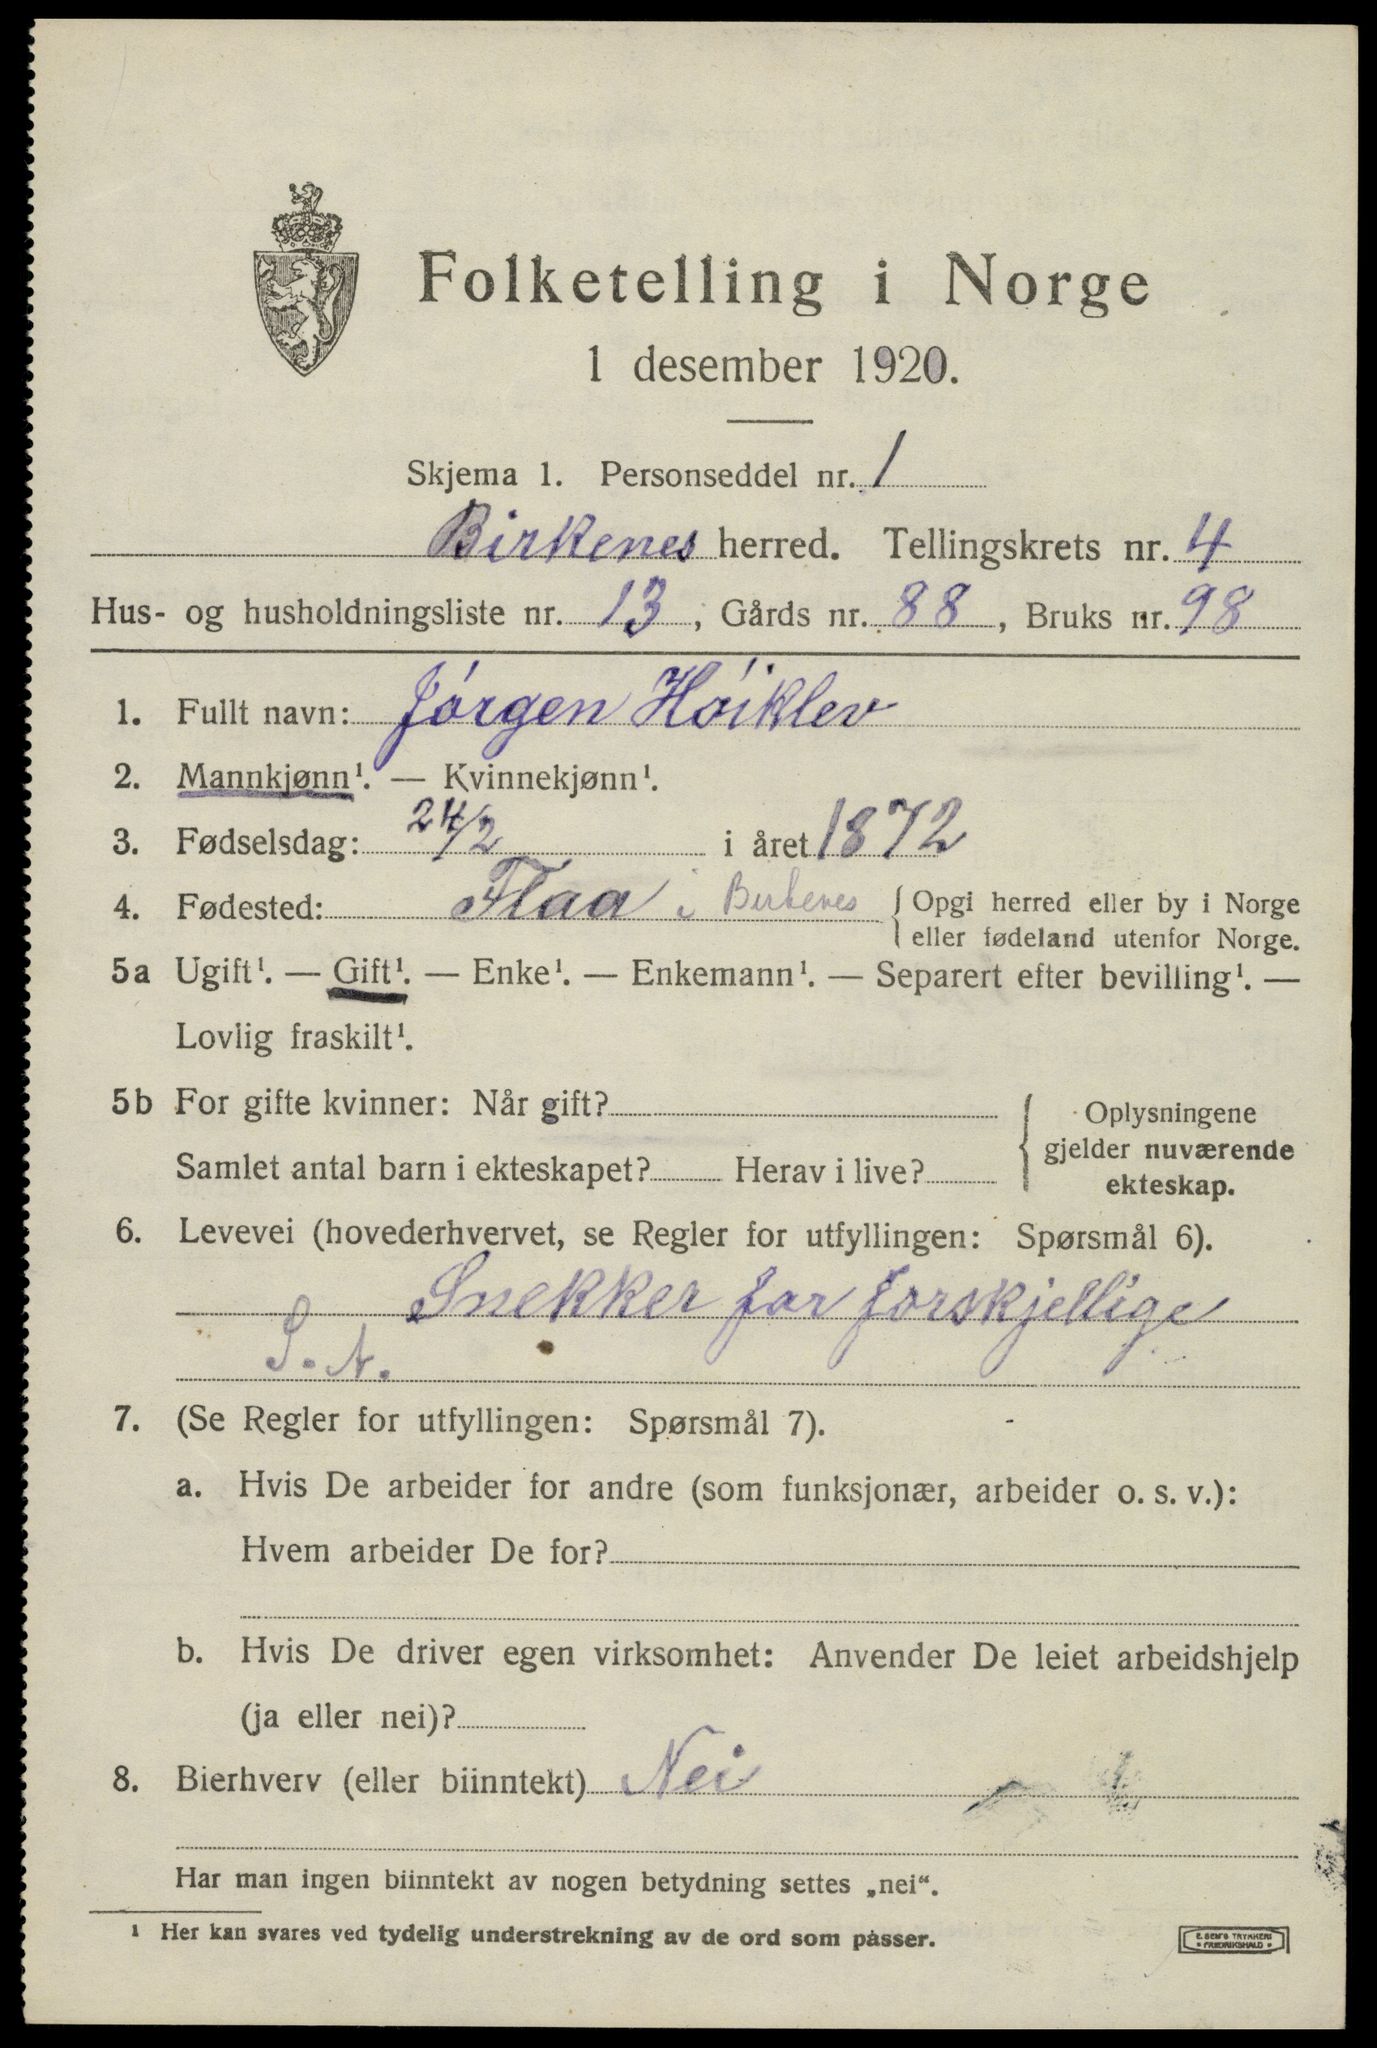 Folketelling i Norge
1 desember 1920.
Skjema 1. Personseddel nr. 1
Birkenes herred. Tellingskrets nr. 4
Hus- og husholdningsliste nr. 13, Gårds nr. 88, Bruks nr. 98
1. Fullt navn: Jórgen Hóiklev
2. Mannkjønn¹. — Kvinnekjønn¹.
3. Fødselsdag: 24/2 i året 1872
4. Fødested: Flaa i Birkenes { Opgi herred eller by i Norge
eller fødeland utenfor Norge.
5a Ugift¹. — Gift¹. — Enke¹. — Enkemann¹. — Separert efter bevilling¹. —
Lovlig fraskilt¹.
5b For gifte kvinner: Når gift?
Samlet antal barn i ekteskapet? Herav i live?
{ Oplysningene
gjelder nuværende
ekteskap.
6. Levevei (hovederhvervet, se Regler for utfyllingen: Spørsmål 6).
Snekker for forskjellige
S. N.
7. (Se Regler for utfyllingen: Spørsmål 7).
a. Hvis De arbeider for andre (som funksjonær, arbeider o. s. v.):
Hvem arbeider De for?
b. Hvis De driver egen virksomhet: Anvender De leiet arbeidshjelp
(ja eller nei)?
8. Bierhverv (eller biinntekt) Nei
Har man ingen biinntekt av nogen betydning settes „nei“.
¹ Her kan svares ved tydelig understrekning av de ord som passer.
E. SEM'S TRYKKERI
• FREDRIKSHALD •